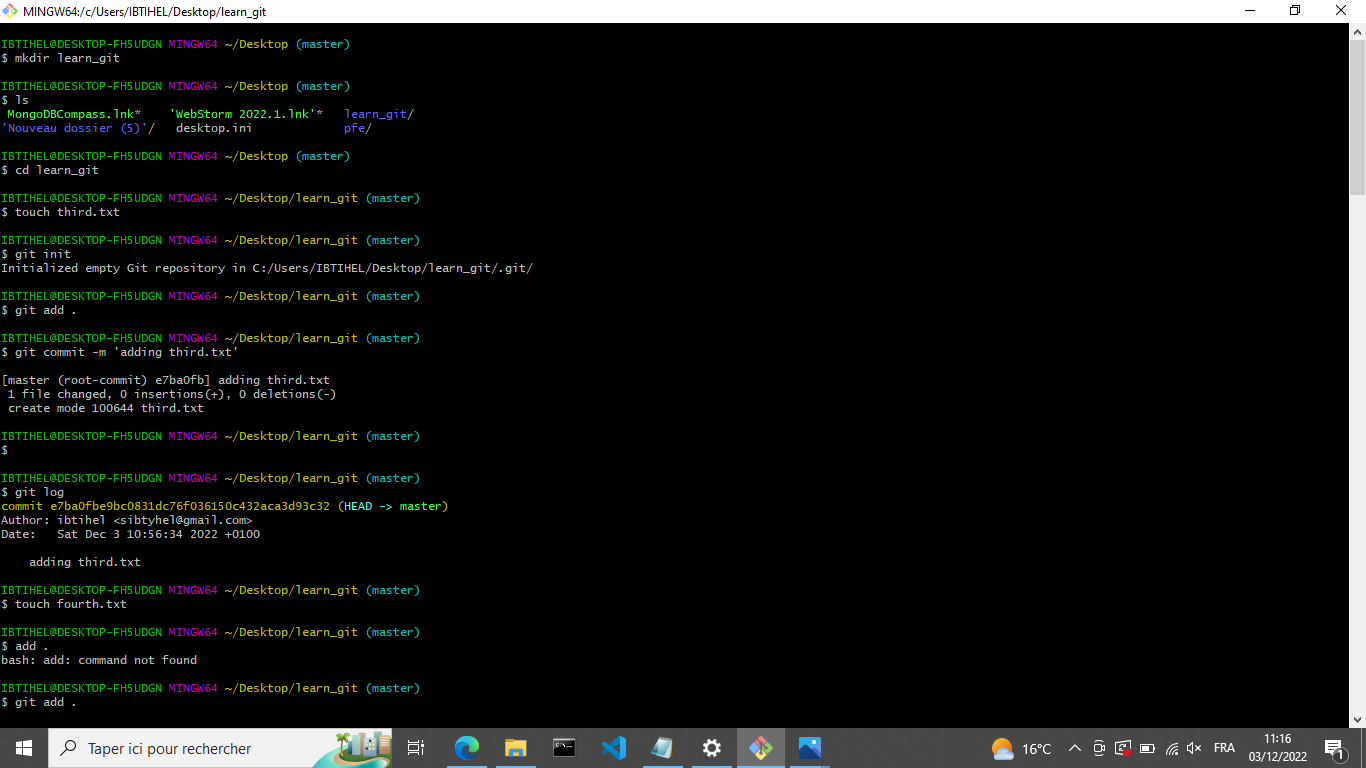 MINGW64:/c/Users/IBTIHEL/Desktop/learn_git
IBTIHEL@DESKTOP-FH5UDGN MINGW64 ~/Desktop (master)
$ mkdir learn_git
IBTIHEL@DESKTOP-FH5UDGN MINGW64 ~/Desktop (master)
$ ls
MongoDBCompass.lnk* 'WebStorm 2022.1.lnk'* learn_git/
'Nouveau dossier (5)'/ desktop.ini pfe/
IBTIHEL@DESKTOP-FH5UDGN MINGW64 ~/Desktop (master)
$ cd learn_git
IBTIHEL@DESKTOP-FH5UDGN MINGW64 ~/Desktop/learn_git (master)
$ touch third.txt
IBTIHEL@DESKTOP-FH5UDGN MINGW64 ~/Desktop/learn_git (master)
$ git init
Initialized empty Git repository in C:/Users/IBTIHEL/Desktop/learn_git/.git/
IBTIHEL@DESKTOP-FH5UDGN MINGW64 ~/Desktop/learn_git (master)
$ git add .
IBTIHEL@DESKTOP-FH5UDGN MINGW64 ~/Desktop/learn_git (master)
$ git commit -m 'adding third.txt'
[master (root-commit) e7ba0fb] adding third.txt
1 file changed, 0 insertions(+), 0 deletions(-)
create mode 100644 third.txt
IBTIHEL@DESKTOP-FH5UDGN MINGW64 ~/Desktop/learn_git (master)
$
IBTIHEL@DESKTOP-FH5UDGN MINGW64 ~/Desktop/learn_git (master)
$ git log
commit e7ba0fbe9bc0831dc76f036150c432aca3d93c32 (HEAD -> master)
Author: ibtihel <sibtyhel@gmail.com>
Date: Sat Dec 3 10:56:34 2022 +0100
adding third.txt
IBTIHEL@DESKTOP-FH5UDGN MINGW64 ~/Desktop/learn_git (master)
$ touch fourth.txt
IBTIHEL@DESKTOP-FH5UDGN MINGW64 ~/Desktop/learn_git (master)
$ add .
bash: add: command not found
IBTIHEL@DESKTOP-FH5UDGN MINGW64 ~/Desktop/learn_git (master)
$ git add .
Taper ici pour rechercher
16°C
FRA
11:16
03/12/2022
1